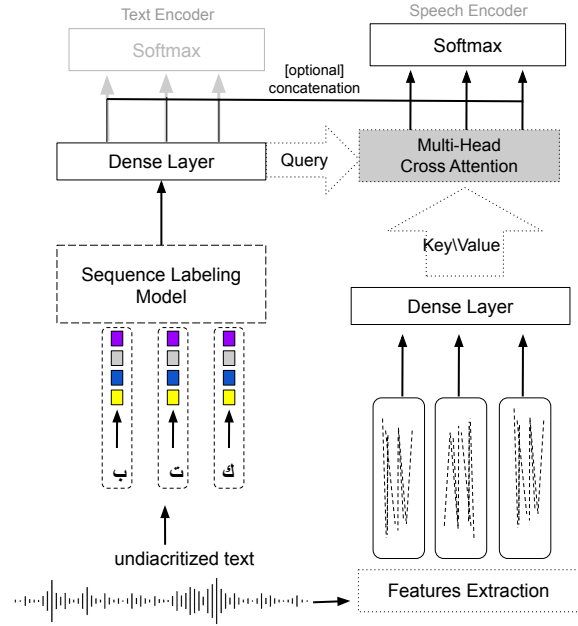 Text Encoder
Speech Encoder
Softmax
Softmax
[optional]
concatenation
Dense Layer
Query
Multi-Head
Cross Attention
Key\Value
Sequence Labeling
Model
Dense Layer
ب
ت
ك
undiacritized text
Features Extraction